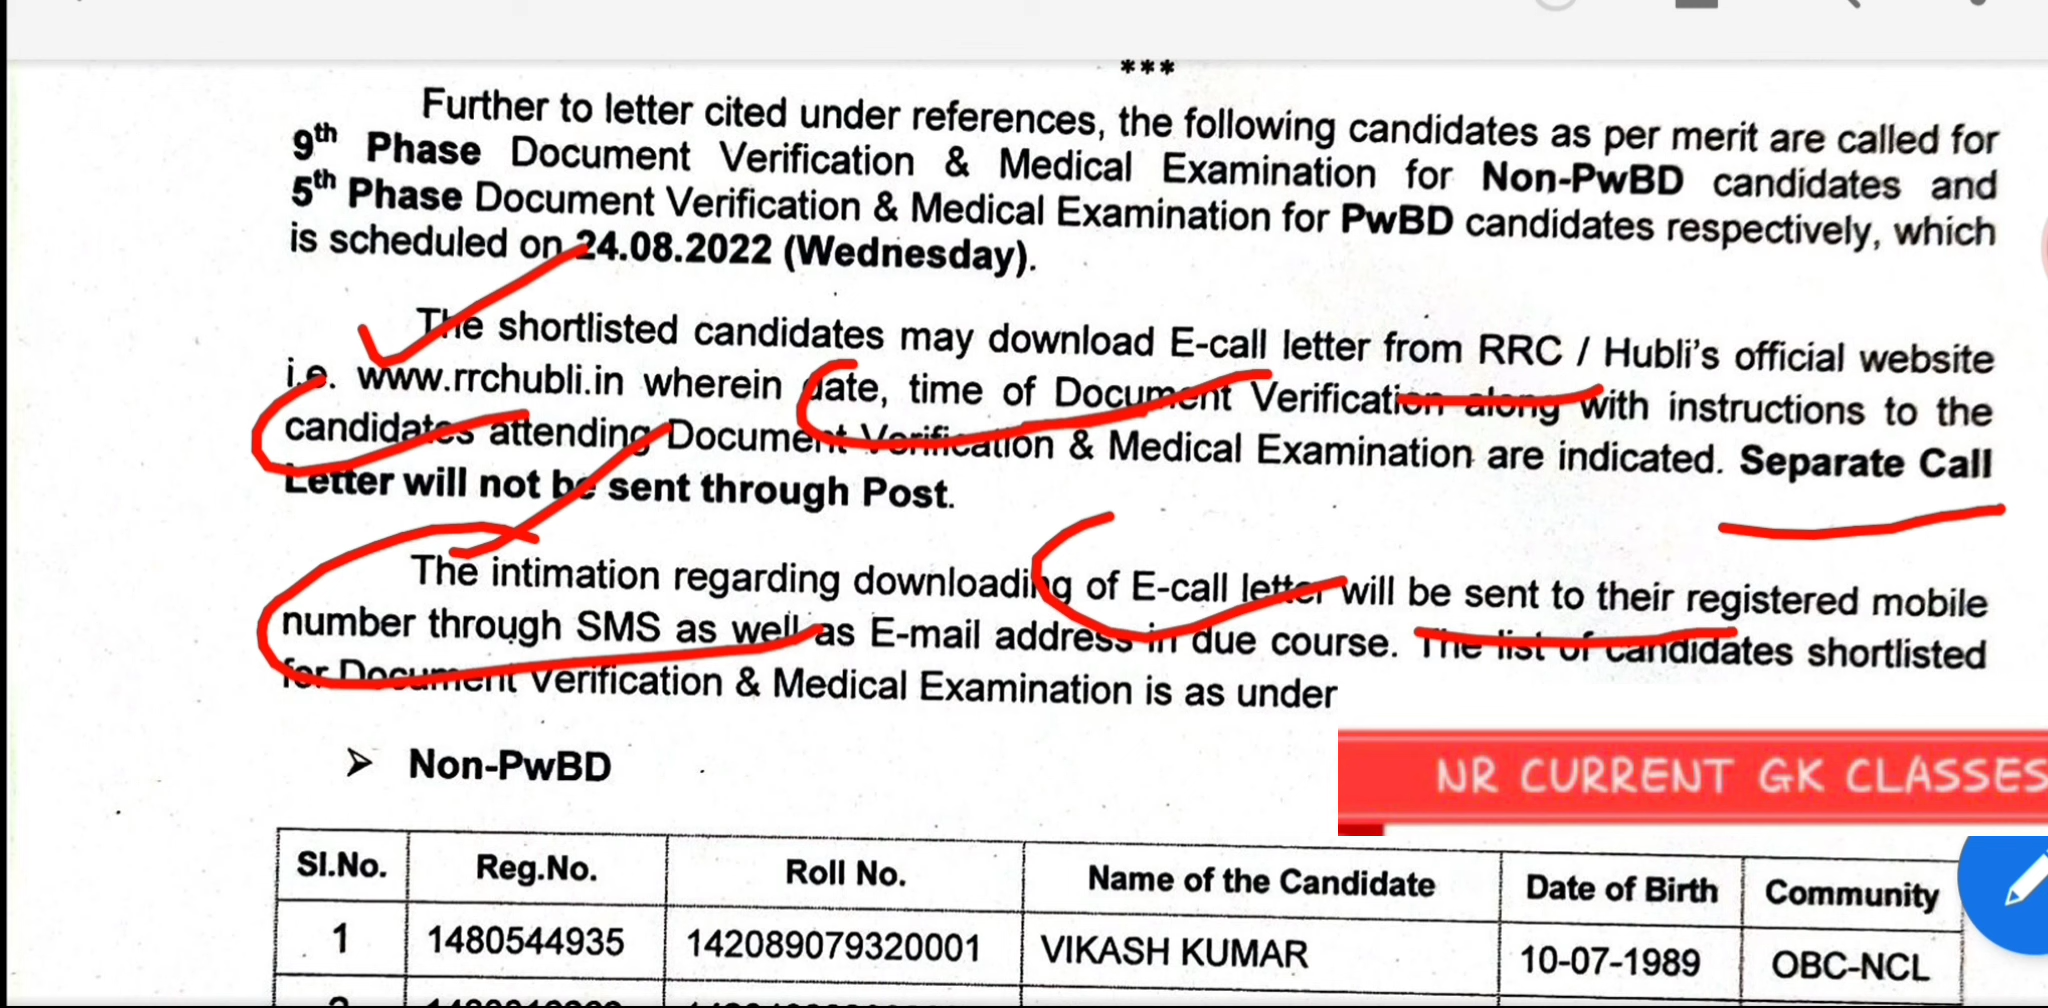 ***
Further to letter cited under references, the following candidates as per merit are called for
9th Phase Document Verification & Medical Examination for Non-PwBD candidates and
5th Phase Document Verification & Medical Examination for PwBD candidates respectively, which
is scheduled on 24.08.2022 (Wednesday).
The shortlisted candidates may download E-call letter from RRC / Hubli's official website
i.e. www.rrchubli.in wherein date, time of Document Verification along with instructions to the
candidates attending Document Verification & Medical Examination are indicated. Separate Call
Letter will not be sent through Post.
The intimation regarding downloading of E-call letter will be sent to their registered mobile
number through SMS as well as E-mail address in due course. The list of candidates shortlisted
for Document Verification & Medical Examination is as under
➢ Non-PwBD
NR CURRENT GK CLASSES
Sl.No. Reg.No. Roll No. Name of the Candidate Date of Birth Community
1 1480544935 142089079320001 VIKASH KUMAR 10-07-1989 OBC-NCL